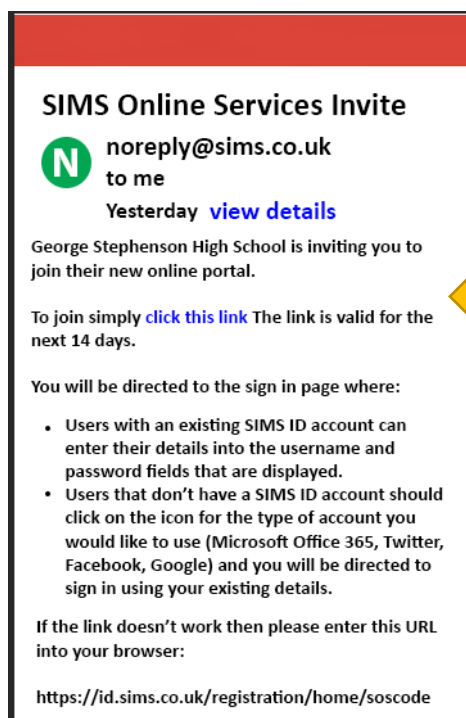 SIMS Online Services Invite
N
noreply@sims.co.uk
to me
Yesterday view details
George Stephenson High School is inviting you to
join their new online portal.
To join simply click this link The link is valid for the
next 14 days.
You will be directed to the sign in page where:
• Users with an existing SIMS ID account can
enter their details into the username and
password fields that are displayed.
• Users that don't have a SIMS ID account should
click on the icon for the type of account you
would like to use (Microsoft Office 365, Twitter,
Facebook, Google) and you will be directed to
sign in using your existing details.
If the link doesn't work then please enter this URL
into your browser:
https://id.sims.co.uk/registration/home/soscode